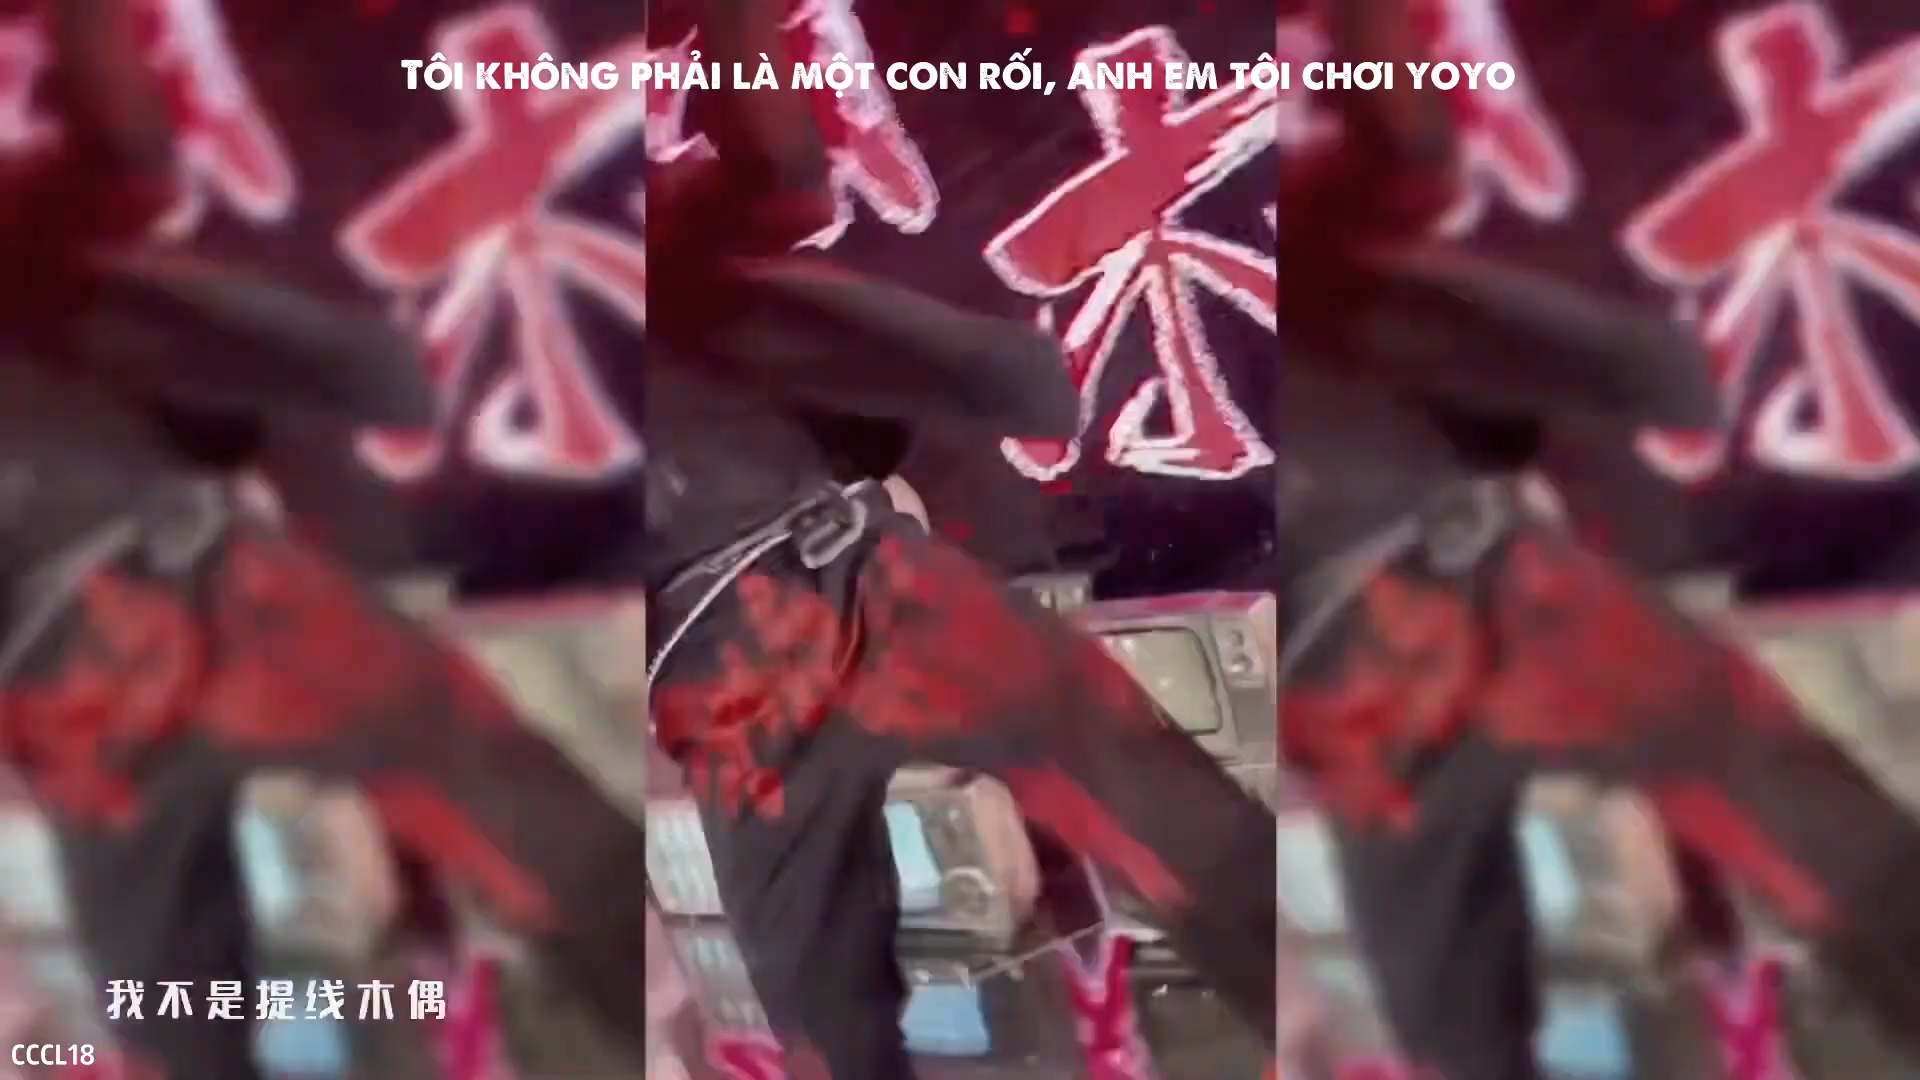 TÔI KHÔNG PHẢI LÀ MỘT CON RỐI, ANH EM TÔI CHƠI YOYO
我不是提线木偶
CCCL18